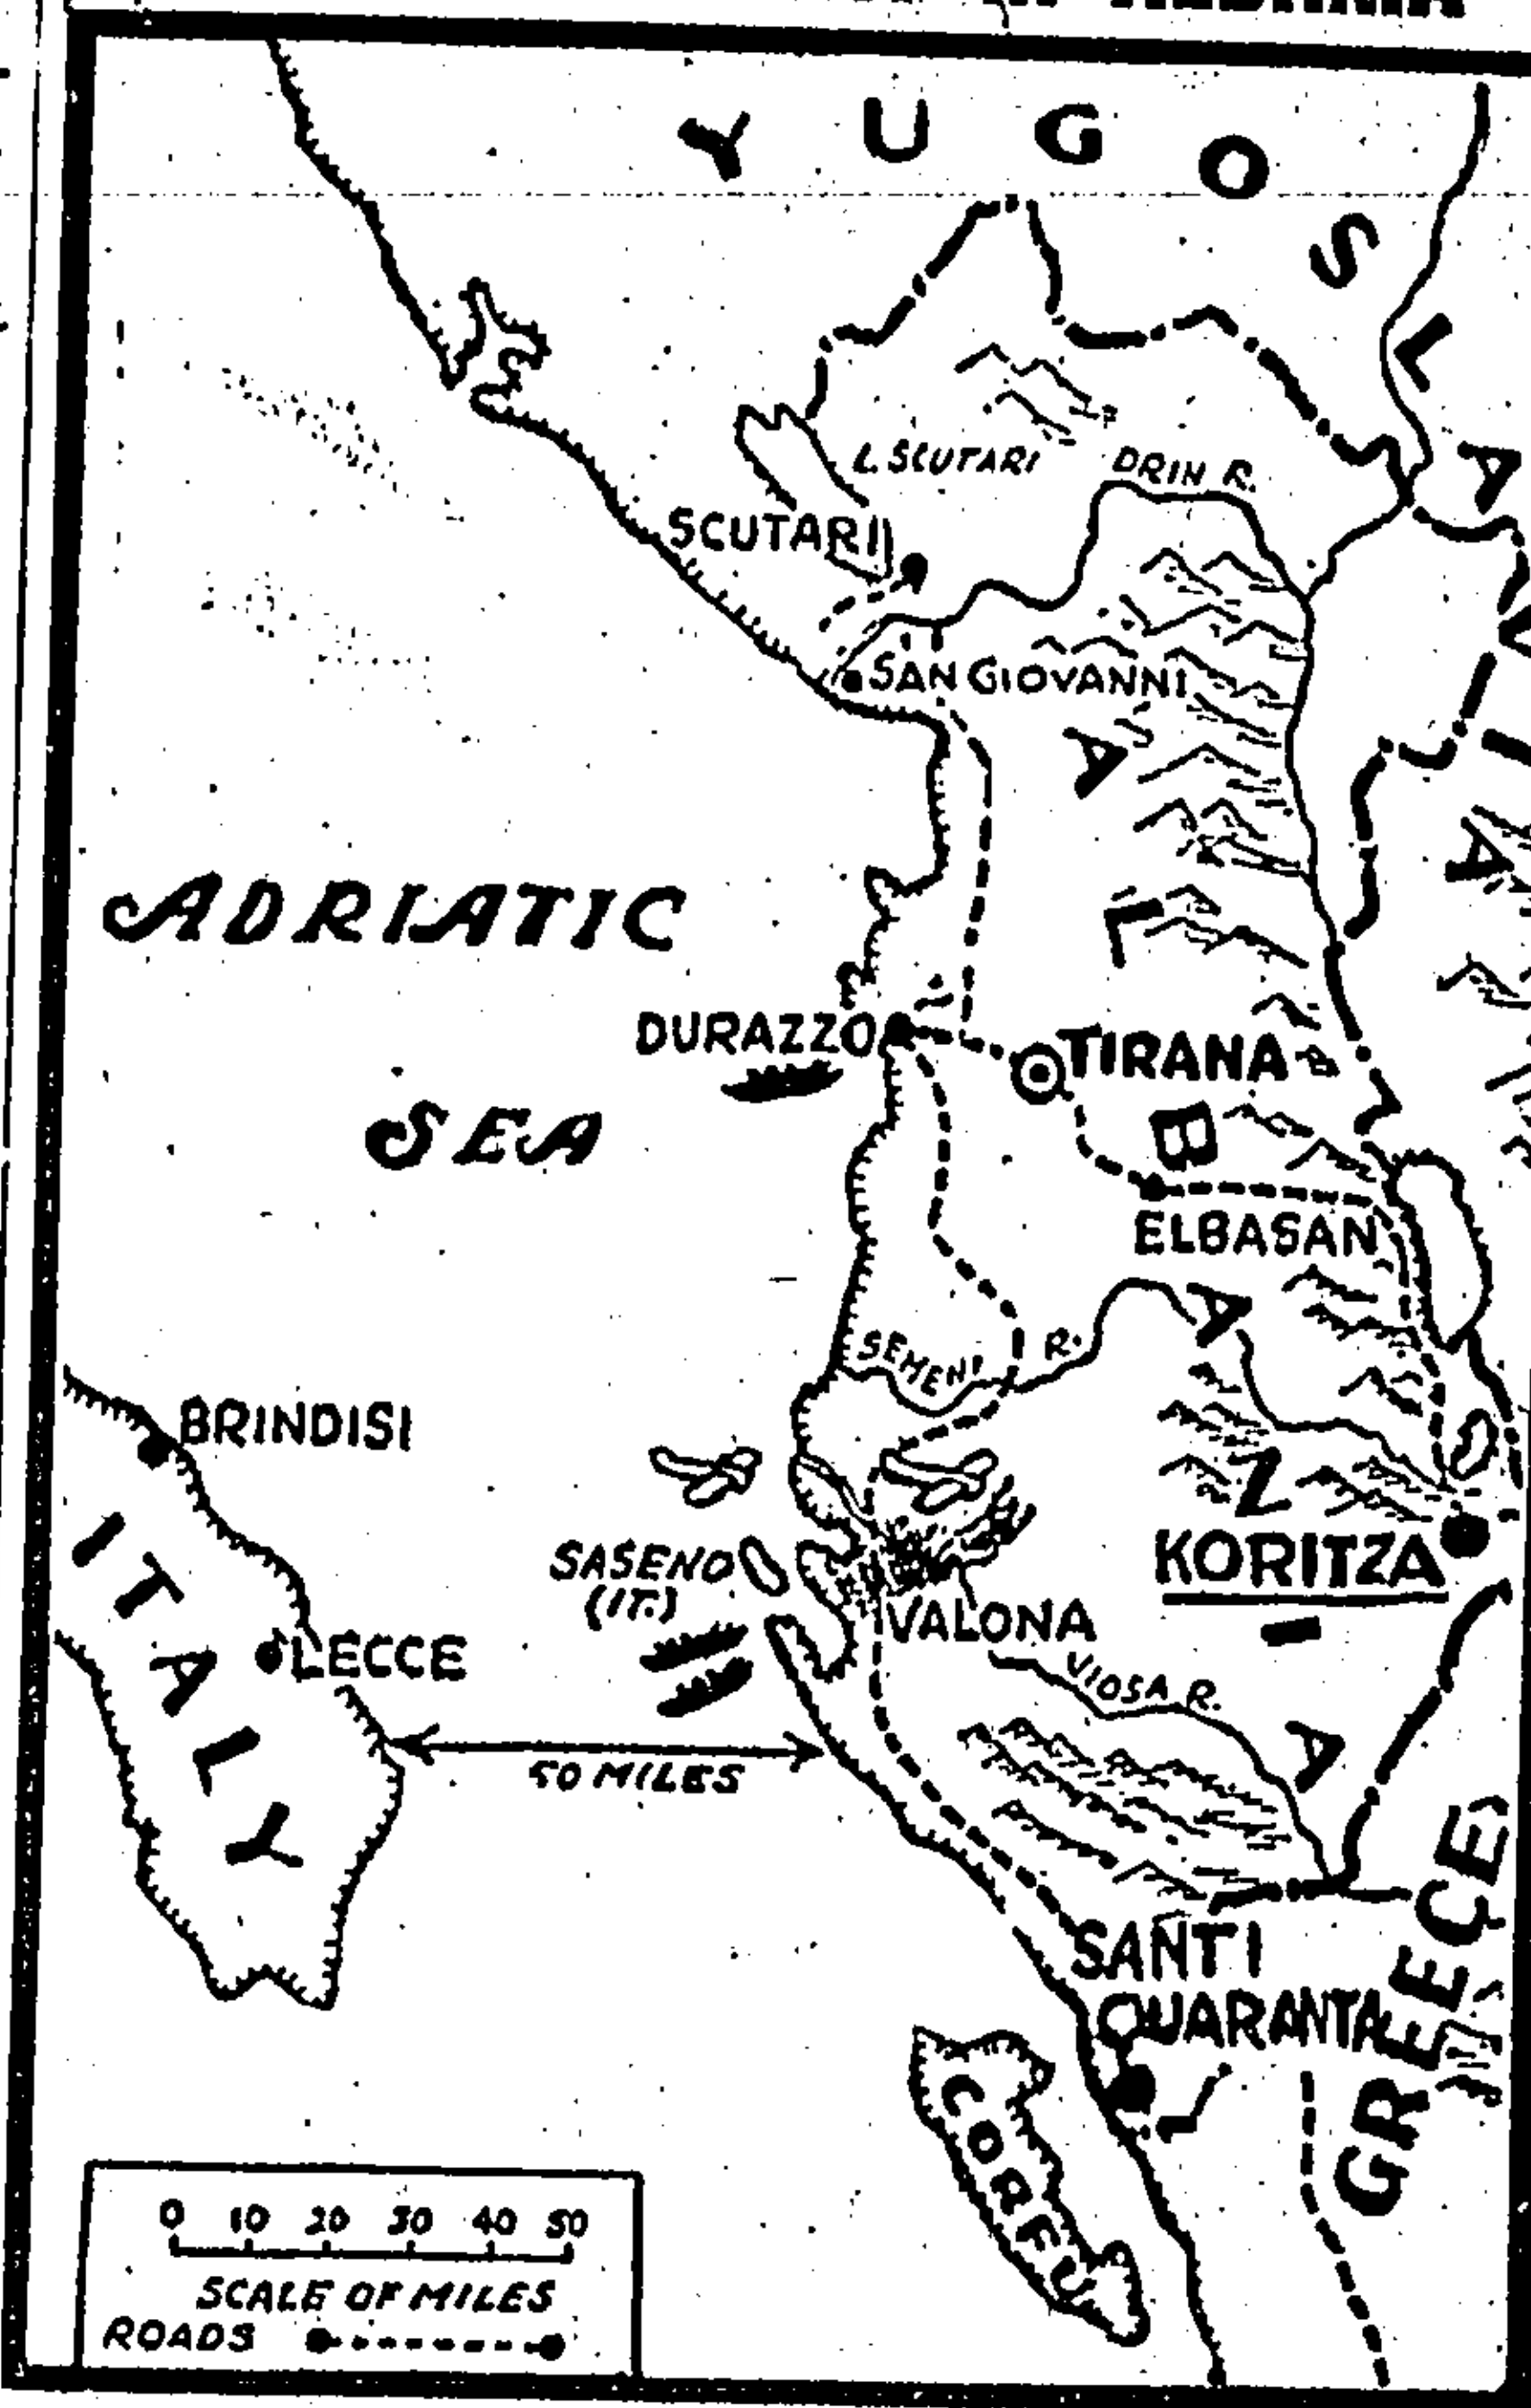 YUGOSLAVIA
L. SCUTARI
DRIN R.
SCUTARI
SAN GIOVANNI
ADRIATIC
SEA
DURAZZO
TIRANA
ALBANIA
ELBASAN
SEMENI R.
BRINDISI
ITALY
SASENO
(IT.)
KORITZA
VALONA
LECCE
VIOSA R.
50 MILES
SANTI
QUARANTA
GREECE
CORFU
0 10 20 30 40 50
SCALE OF MILES
ROADS